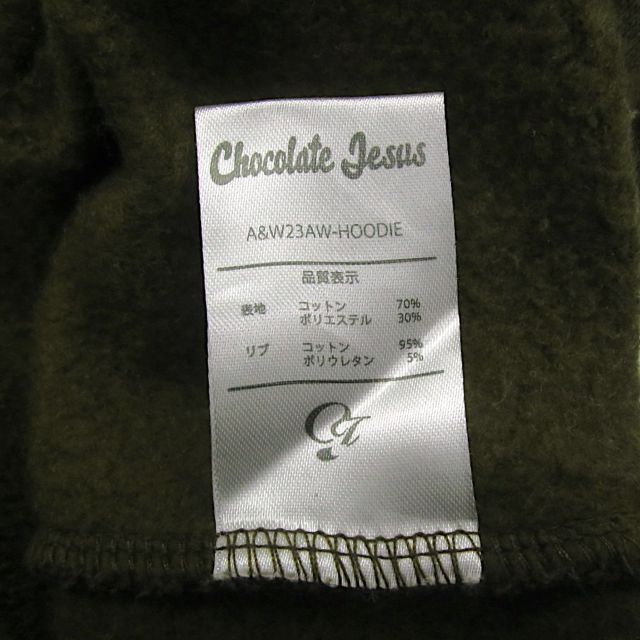 Chocolate Jesus
A&W23AW-HOODIE
品質表示
表地 コットン 70%
ポリエステル 30%
リブ コットン 95%
ポリウレタン 5%